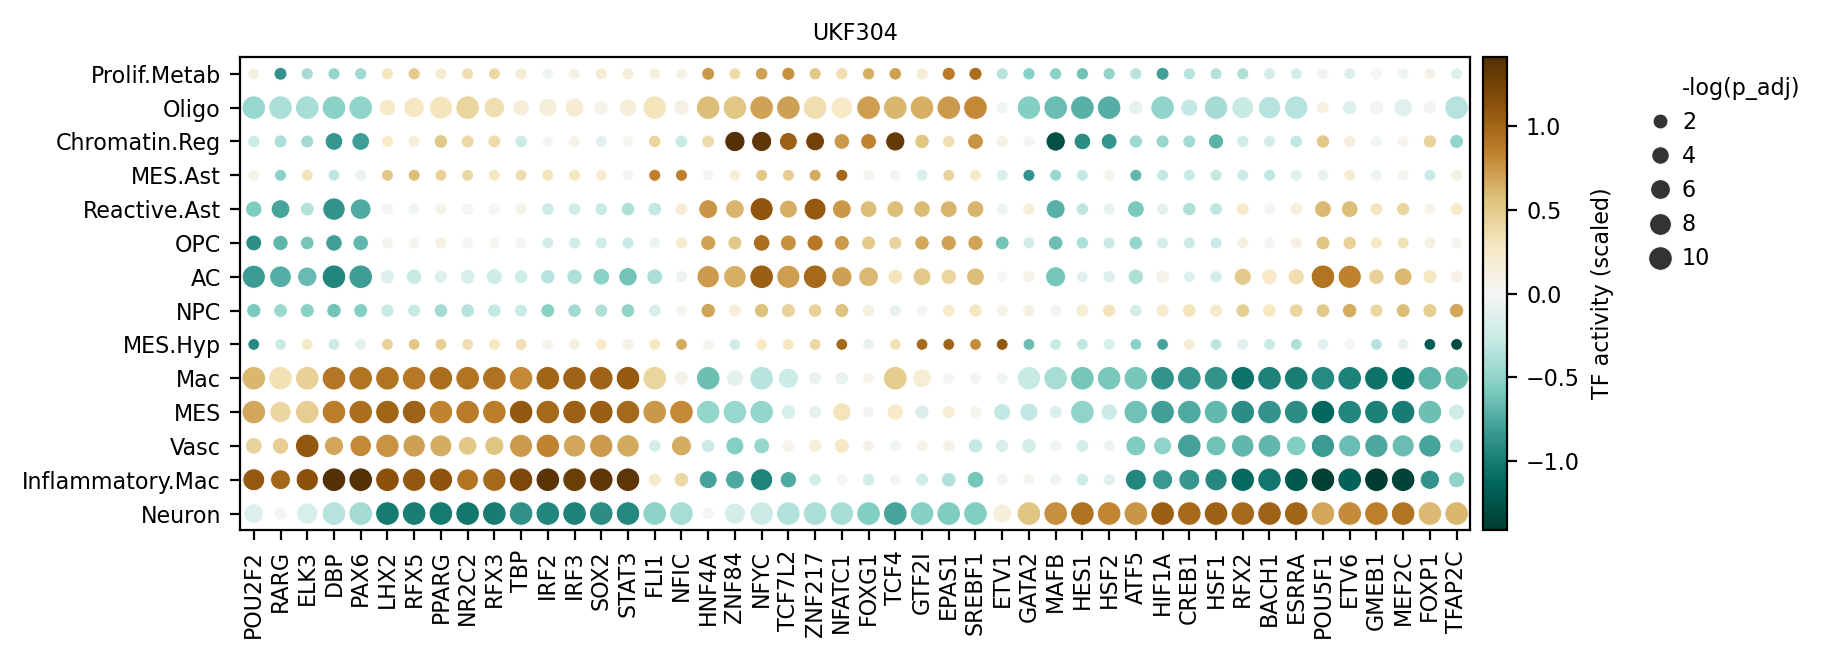 UKF304
Prolif.Metab
Oligo
Chromatin.Reg
MES.Ast
Reactive.Ast
OPC
AC
NPC
MES.Hyp
Mac
MES
Vasc
Inflammatory.Mac
Neuron
POU2F2
RARG
ELK3
DBP
PAX6
LHX2
RFX5
PPARG
NR2C2
RFX3
TBP
IRF2
IRF3
SOX2
STAT3
FLI1
NFIC
HNF4A
ZNF84
NFYC
TCF7L2
ZNF217
NFATC1
FOXG1
TCF4
GTF2I
EPAS1
SREBF1
ETV1
GATA2
MAFB
HES1
HSF2
ATF5
HIF1A
CREB1
HSF1
RFX2
BACH1
ESRRA
POU5F1
ETV6
GMEB1
MEF2C
FOXP1
TFAP2C
1.0
0.5
0.0
−0.5
−1.0
TF activity (scaled)
-log(p_adj)
2
4
6
8
10